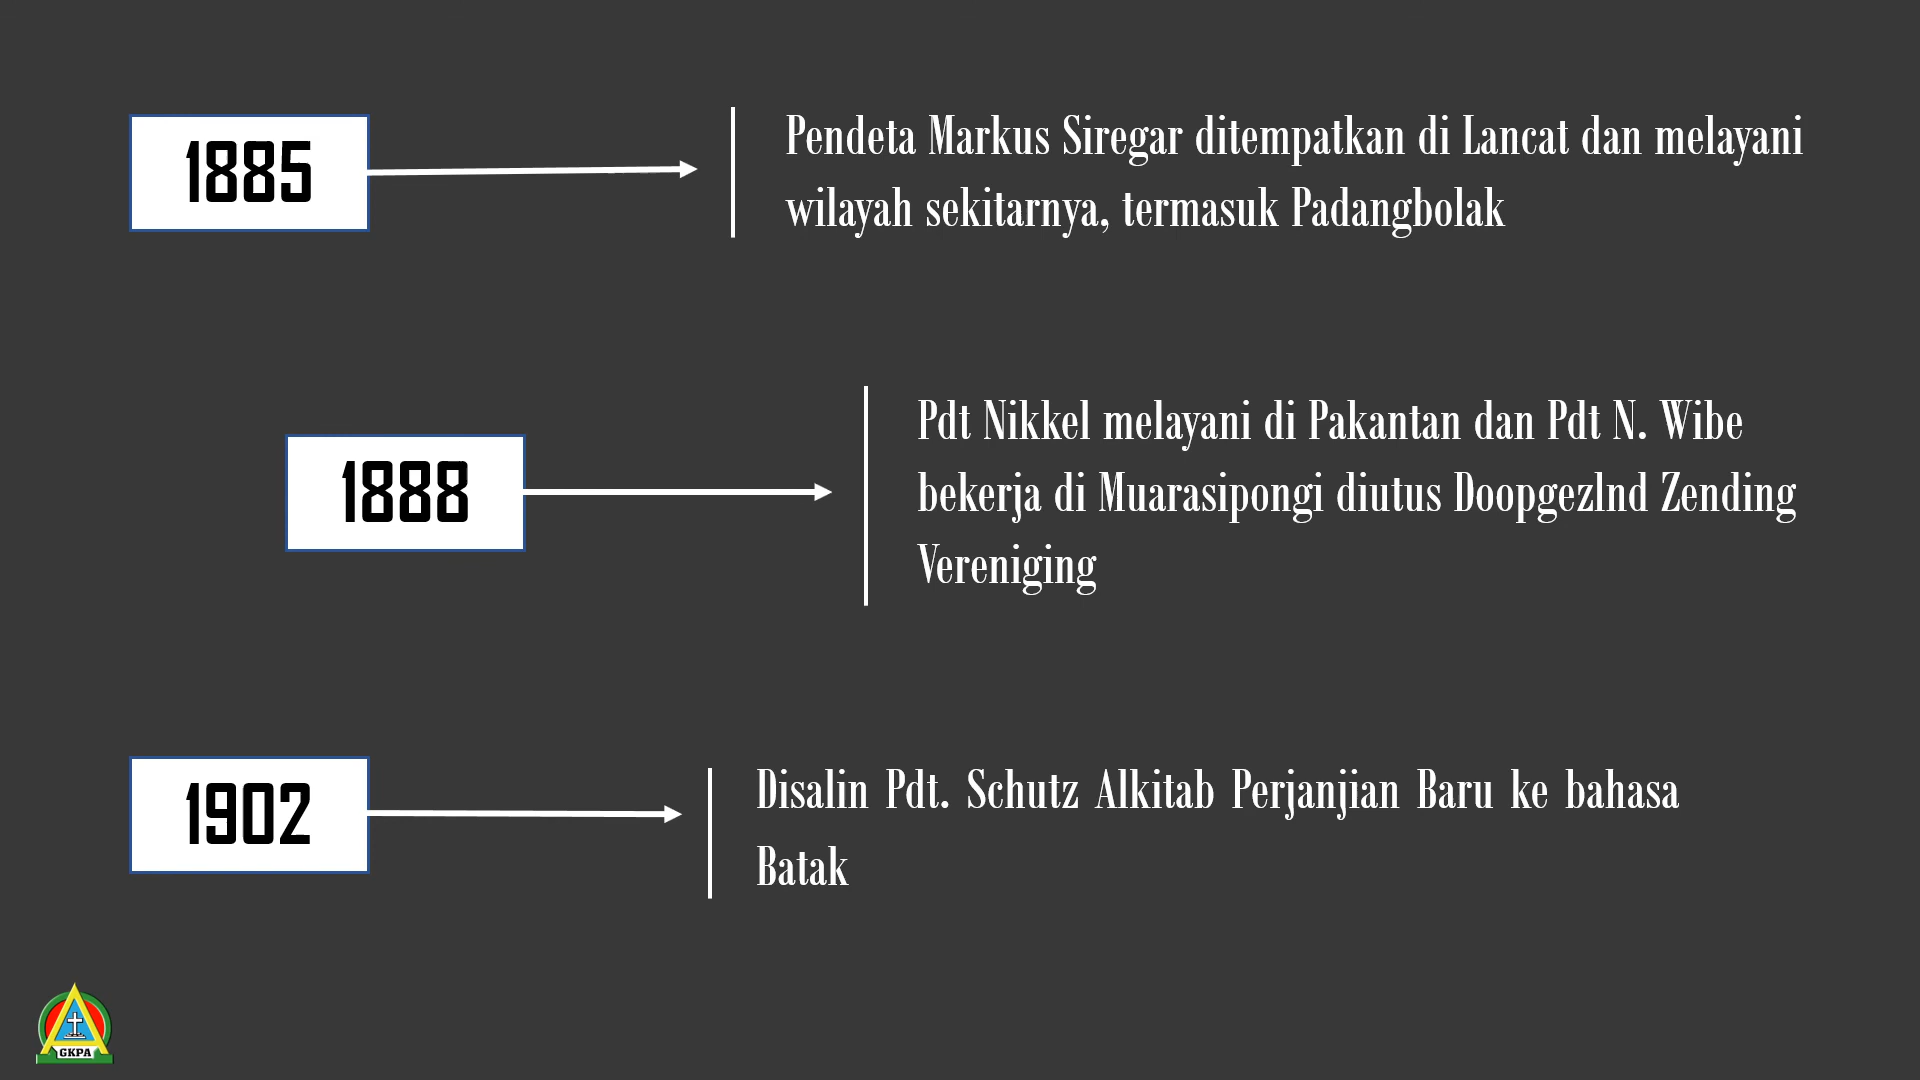 1885
Pendeta Markus Siregar ditempatkan di Lancat dan melayani
wilayah sekitarnya, termasuk Padangbolak
1888
Pdt Nikkel melayani di Pakantan dan Pdt N. Wibe
bekerja di Muarasipongi diutus Doopgezlnd Zending
Vereniging
1902
Disalin Pdt. Schutz Alkitab Perjanjian Baru ke bahasa
Batak
GKPA